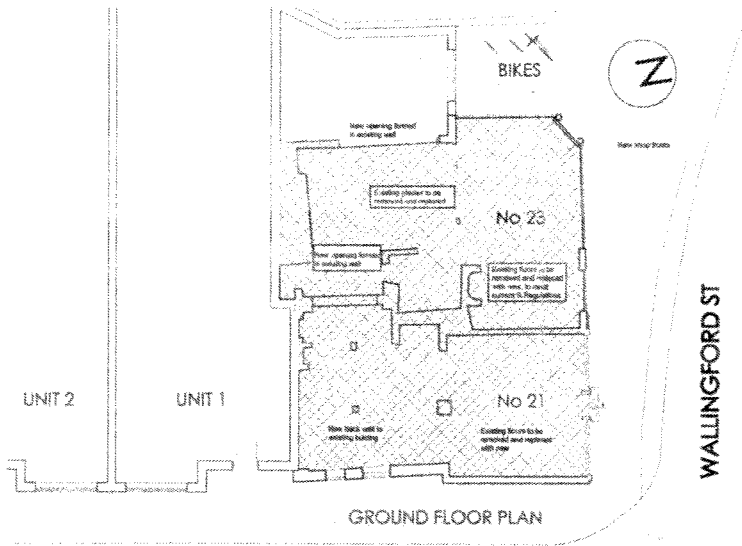 BIKES
N
New shop fronts
New opening formed
in existing wall
Existing plaster to be
removed and replaced
No 23
New opening formed
in existing wall
Existing floors to be
removed and replaced
with new, to meet
current B Regulations
WALLINGFORD ST
UNIT 2
UNIT 1
No 21
existing building
Existing floors to be
removed and replaced
with new
GROUND FLOOR PLAN